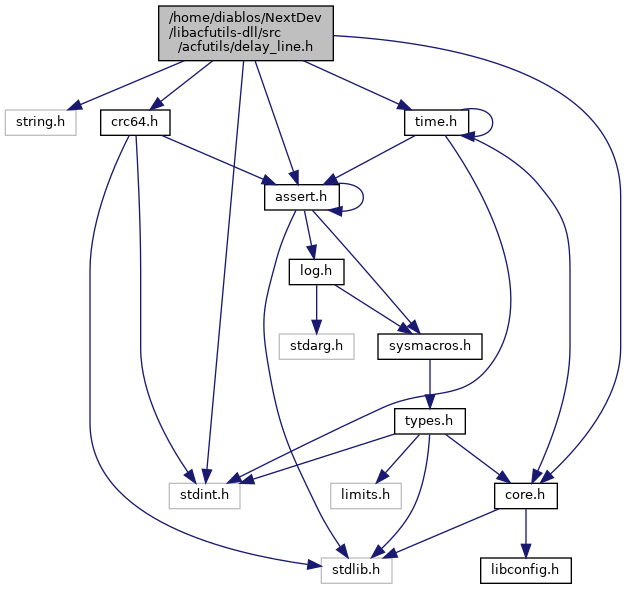 /home/diablos/NextDev
/libacfutils-dll/src
/acfutils/delay_line.h
string.h
crc64.h
time.h
assert.h
log.h
stdarg.h
sysmacros.h
types.h
stdint.h
limits.h
core.h
stdlib.h
libconfig.h